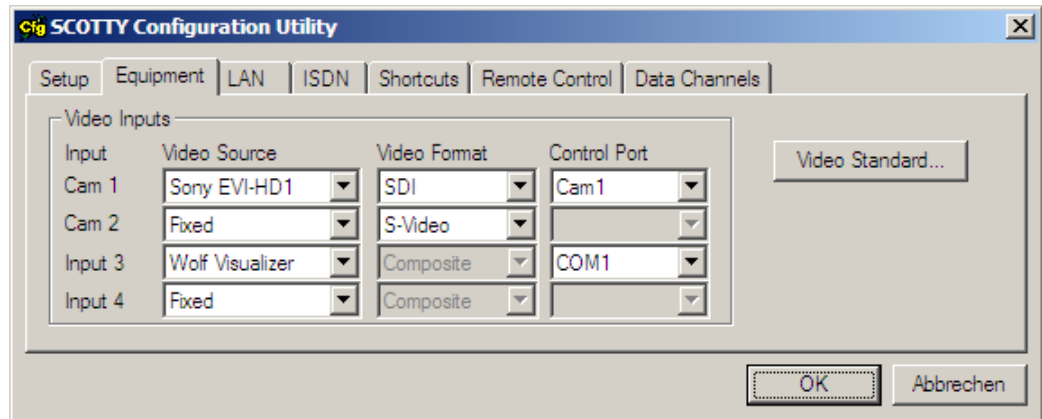 Cfg SCOTTY Configuration Utility
Setup Equipment LAN ISDN Shortcuts Remote Control Data Channels
Video Inputs
Input Video Source Video Format Control Port
Video Standard...
Cam 1 Sony EVI-HD1 SDI Cam1
Cam 2 Fixed S-Video
Input 3 Wolf Visualizer Composite COM1
Input 4 Fixed Composite
OK Abbrechen